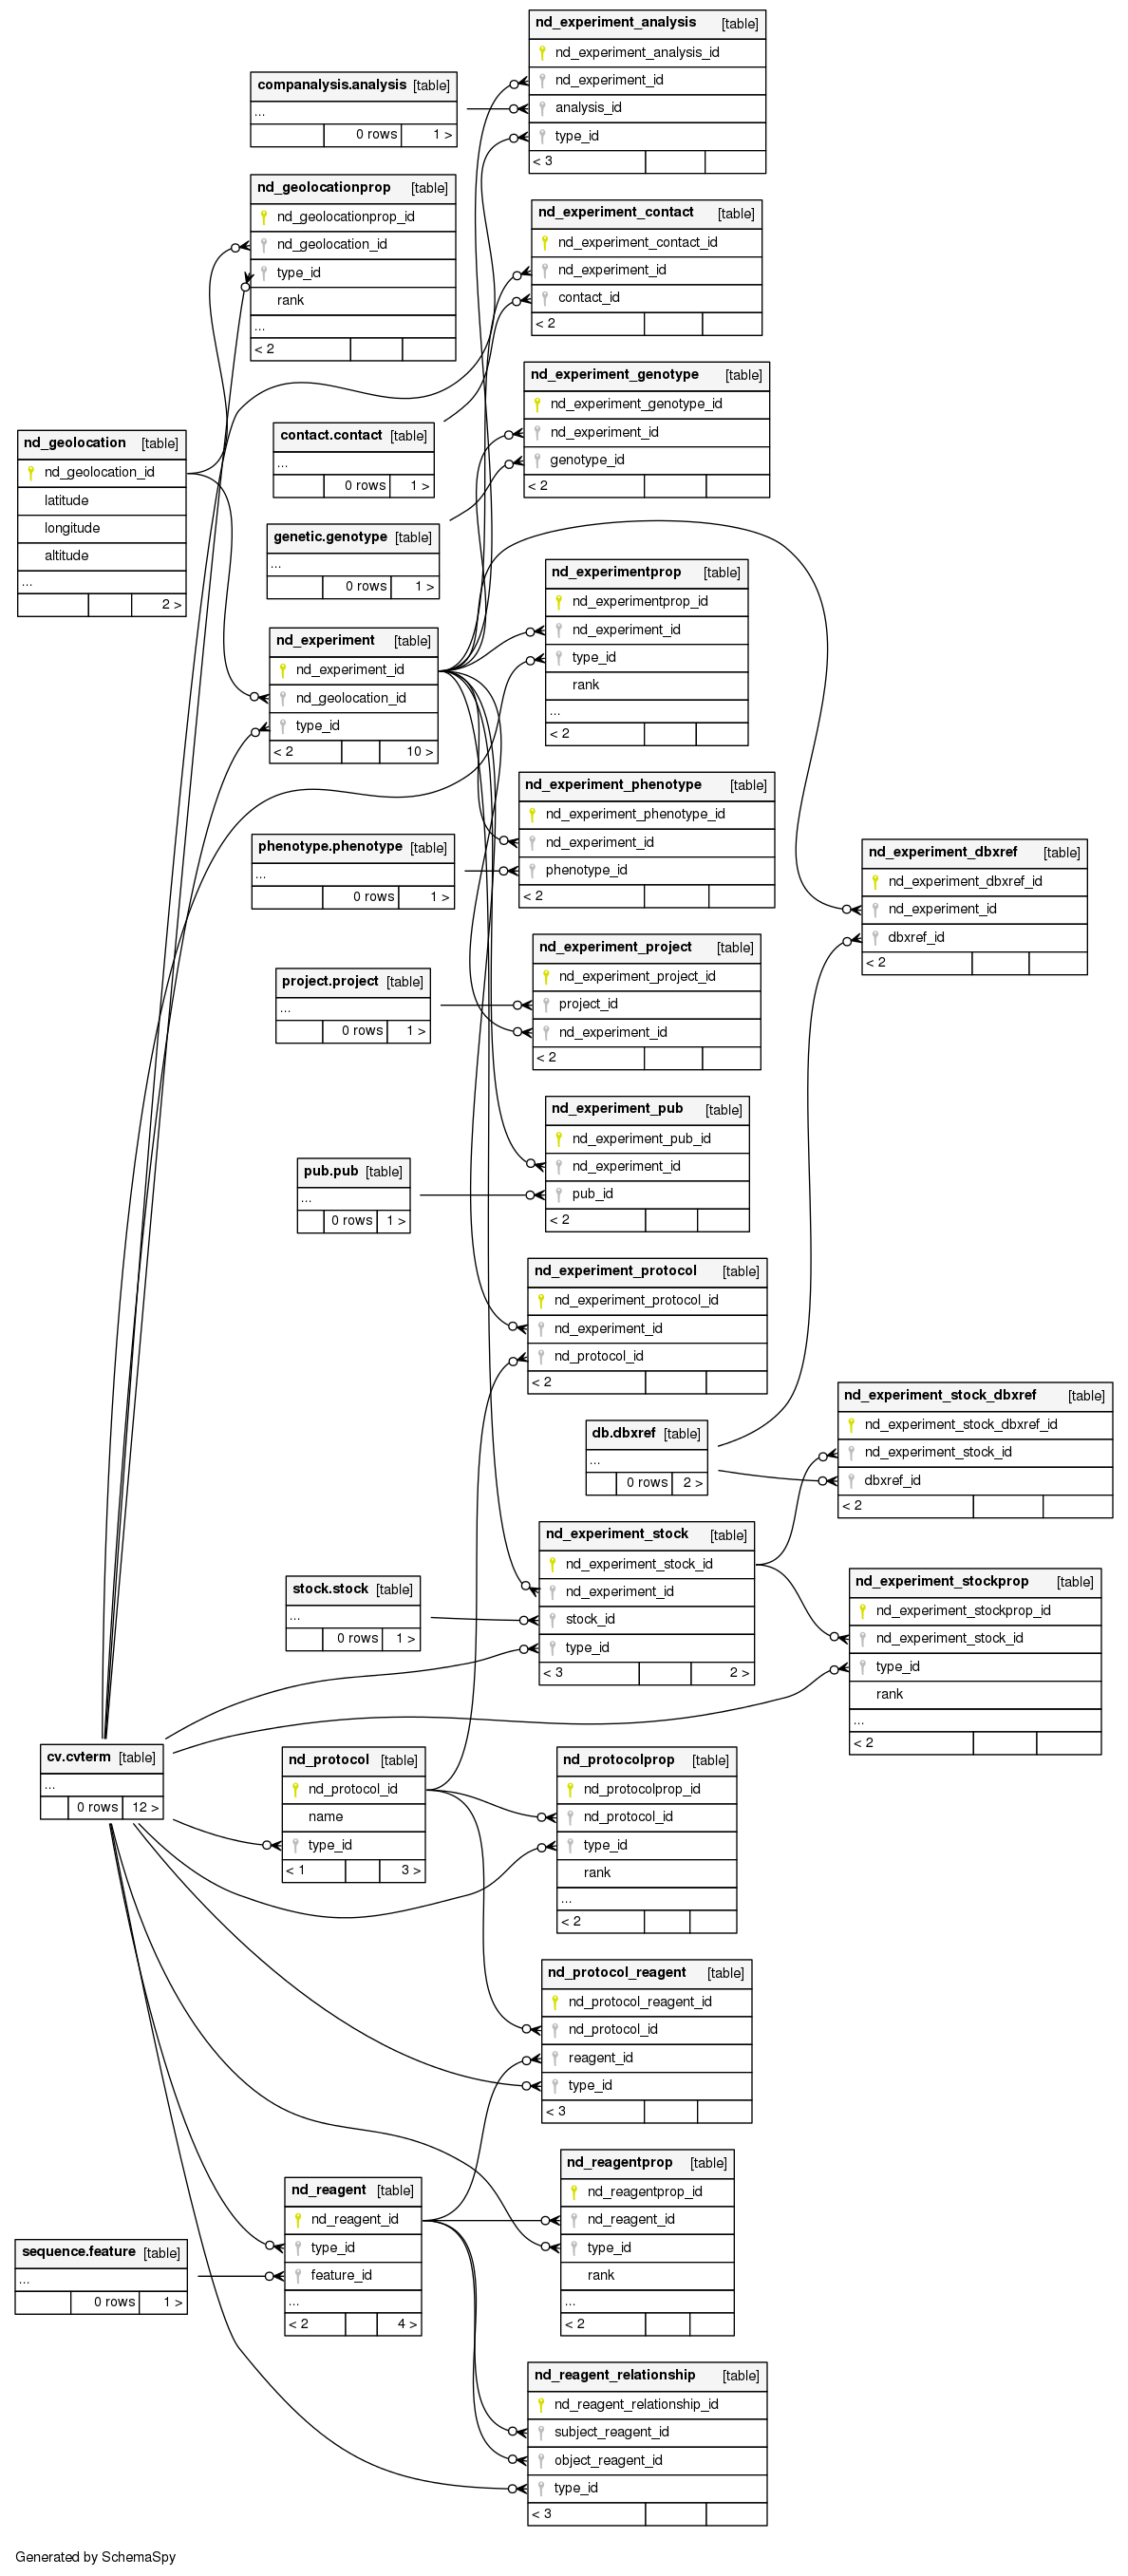 nd_experiment_analysis [table]
nd_experiment_analysis_id
nd_experiment_id
analysis_id
type_id
< 3
companalysis.analysis [table]
...
0 rows 1 >
nd_geolocationprop [table]
nd_geolocationprop_id
nd_geolocation_id
type_id
rank
...
< 2
nd_experiment_contact [table]
nd_experiment_contact_id
nd_experiment_id
contact_id
< 2
nd_experiment_genotype [table]
nd_experiment_genotype_id
nd_experiment_id
genotype_id
< 2
contact.contact [table]
...
0 rows 1 >
nd_geolocation [table]
nd_geolocation_id
latitude
longitude
altitude
...
2 >
genetic.genotype [table]
...
0 rows 1 >
nd_experimentprop [table]
nd_experimentprop_id
nd_experiment_id
type_id
rank
...
< 2
nd_experiment [table]
nd_experiment_id
nd_geolocation_id
type_id
< 2 10 >
nd_experiment_phenotype [table]
nd_experiment_phenotype_id
nd_experiment_id
phenotype_id
< 2
phenotype.phenotype [table]
...
0 rows 1 >
nd_experiment_dbxref [table]
nd_experiment_dbxref_id
nd_experiment_id
dbxref_id
< 2
nd_experiment_project [table]
nd_experiment_project_id
project_id
nd_experiment_id
< 2
project.project [table]
...
0 rows 1 >
nd_experiment_pub [table]
nd_experiment_pub_id
nd_experiment_id
pub_id
< 2
pub.pub [table]
...
0 rows 1 >
nd_experiment_protocol [table]
nd_experiment_protocol_id
nd_experiment_id
nd_protocol_id
< 2
nd_experiment_stock_dbxref [table]
nd_experiment_stock_dbxref_id
nd_experiment_stock_id
dbxref_id
< 2
db.dbxref [table]
...
0 rows 2 >
nd_experiment_stock [table]
nd_experiment_stock_id
nd_experiment_id
stock_id
type_id
< 3 2 >
stock.stock [table]
...
0 rows 1 >
nd_experiment_stockprop [table]
nd_experiment_stockprop_id
nd_experiment_stock_id
type_id
rank
...
< 2
cv.cvterm [table]
...
0 rows 12 >
nd_protocol [table]
nd_protocol_id
name
type_id
< 1 3 >
nd_protocolprop [table]
nd_protocolprop_id
nd_protocol_id
type_id
rank
...
< 2
nd_protocol_reagent [table]
nd_protocol_reagent_id
nd_protocol_id
reagent_id
type_id
< 3
nd_reagentprop [table]
nd_reagentprop_id
nd_reagent_id
type_id
rank
...
< 2
nd_reagent [table]
nd_reagent_id
type_id
feature_id
...
< 2 4 >
sequence.feature [table]
...
0 rows 1 >
nd_reagent_relationship [table]
nd_reagent_relationship_id
subject_reagent_id
object_reagent_id
type_id
< 3
Generated by SchemaSpy